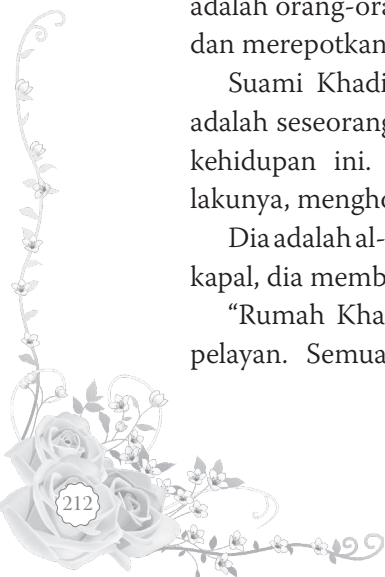 adalah orang-ora
dan merepotkan
Suami Khadi
adalah seseorang
kehidupan ini.
lakunya, mengho
Dia adalah al-
kapal, dia memb
“Rumah Kha
pelayan. Semua
212